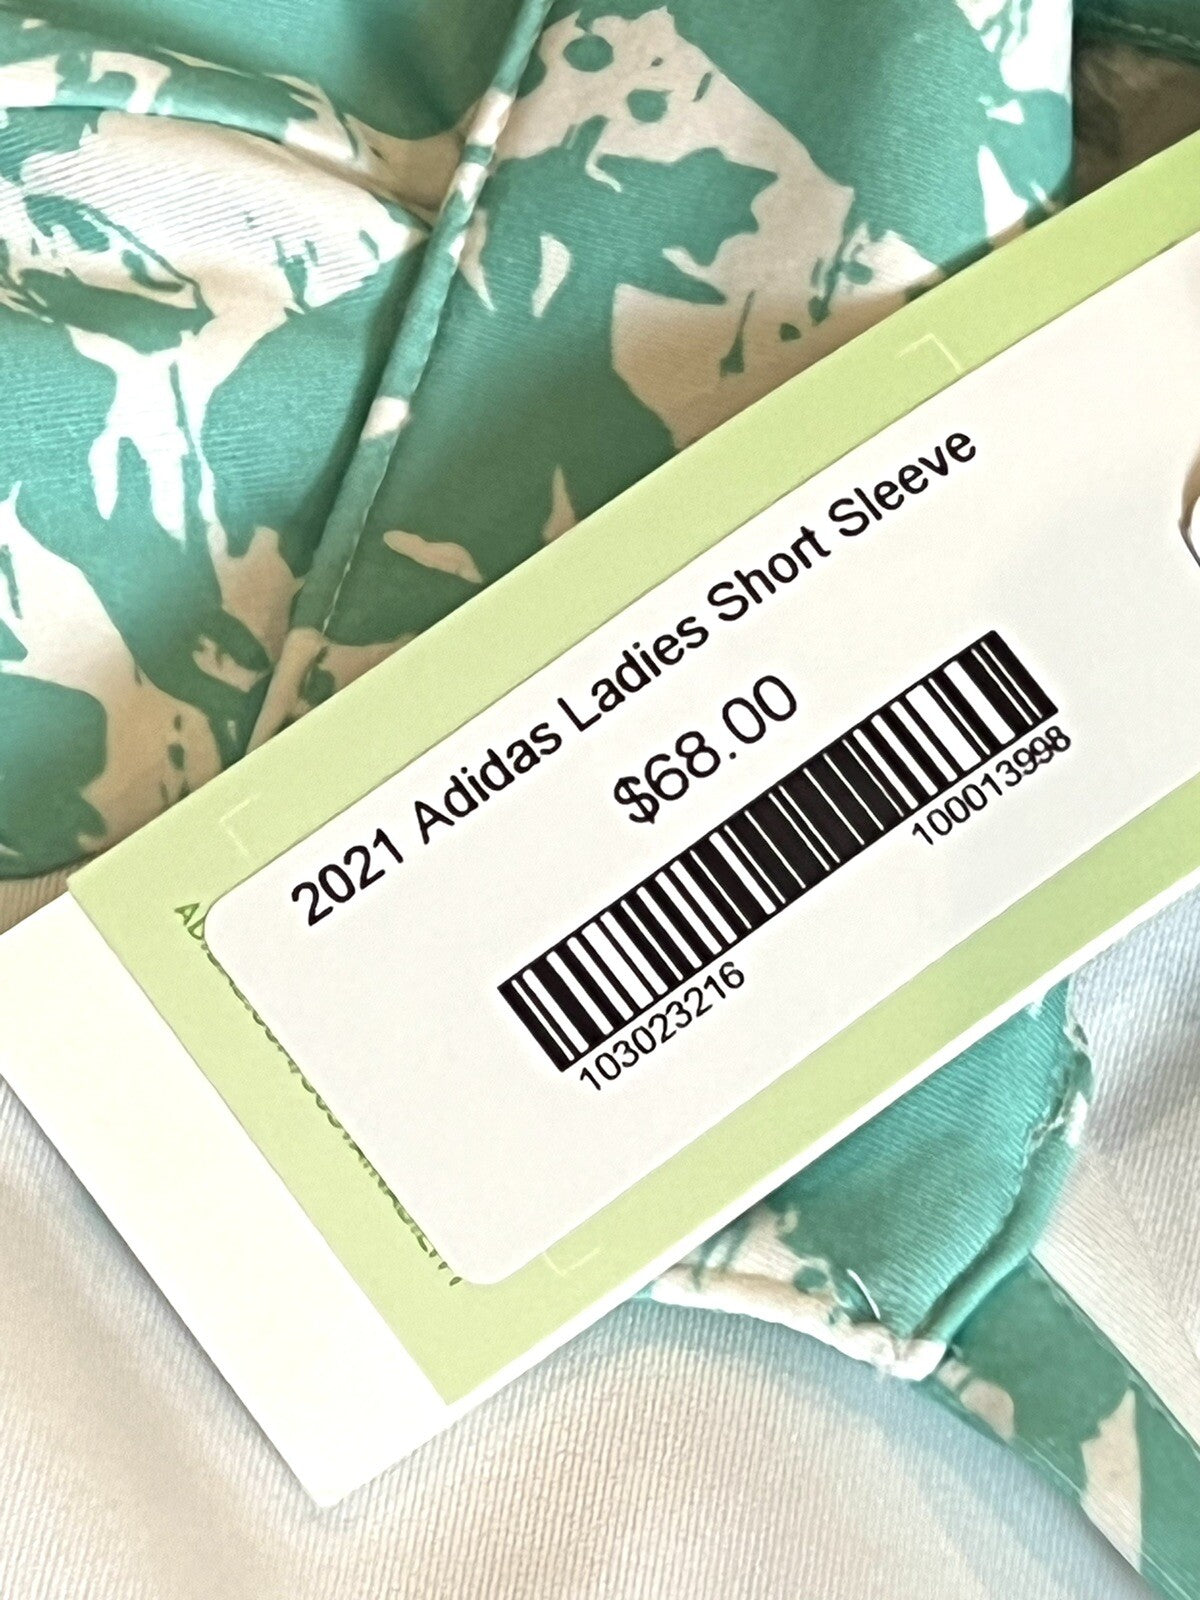 2021 Adidas Ladies Short Sleeve
$68.00
103023216
100013998